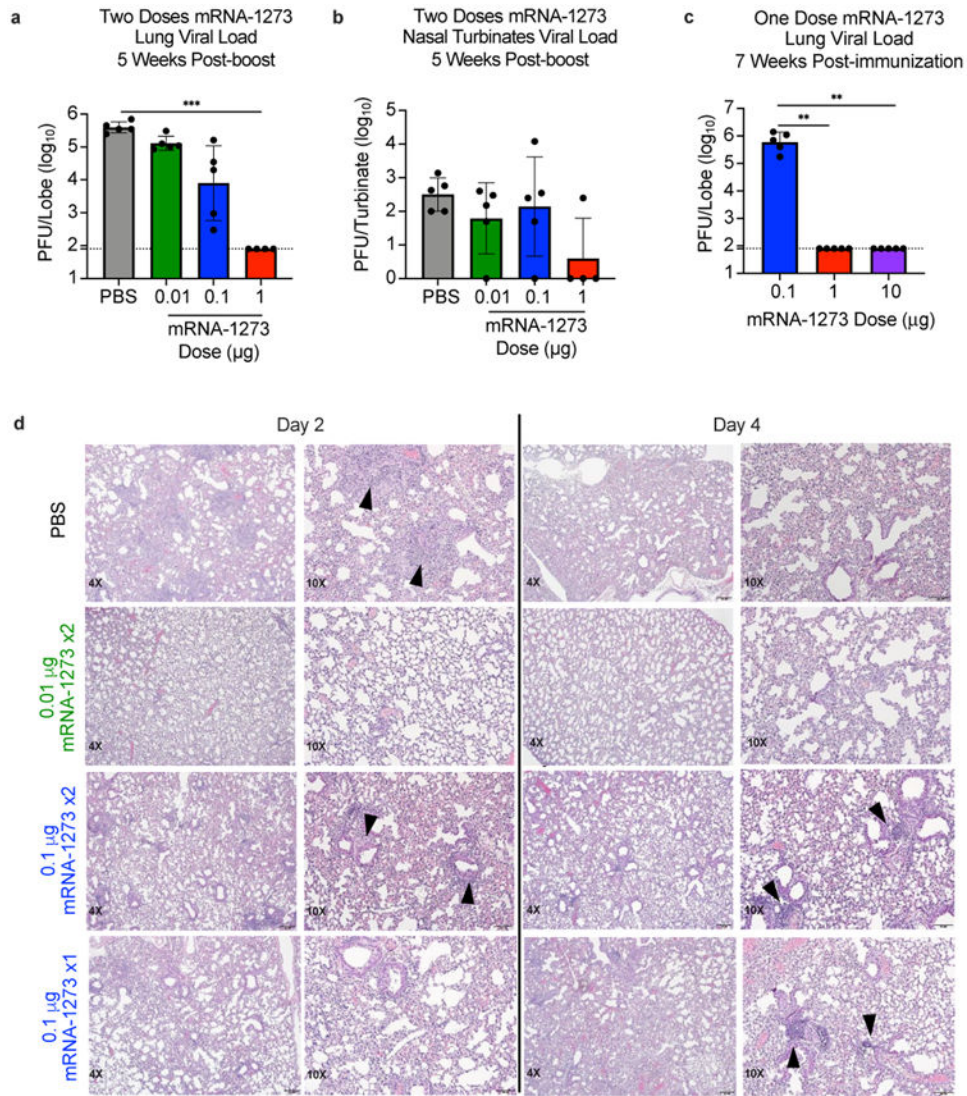 a
Two Doses mRNA-1273
Lung Viral Load
5 Weeks Post-boost
***
PFU/Lobe (log10)
6
5
4
3
2
1
PBS
0.01
0.1
1
mRNA-1273
Dose (µg)
b
Two Doses mRNA-1273
Nasal Turbinates Viral Load
5 Weeks Post-boost
PFU/Turbinate (log10)
5
4
3
2
1
0
PBS
0.01
0.1
1
mRNA-1273
Dose (µg)
c
One Dose mRNA-1273
Lung Viral Load
7 Weeks Post-immunization
**
**
PFU/Lobe (log10)
7
6
5
4
3
2
1
0.1
1
10
mRNA-1273 Dose (µg)
d
Day 2
Day 4
PBS
4X
10X
4X
10X
0.01 µg
mRNA-1273 x2
4X
10X
4X
10X
0.1 µg
mRNA-1273 x2
4X
10X
4X
10X
0.1 µg
mRNA-1273 x1
4X
10X
4X
10X